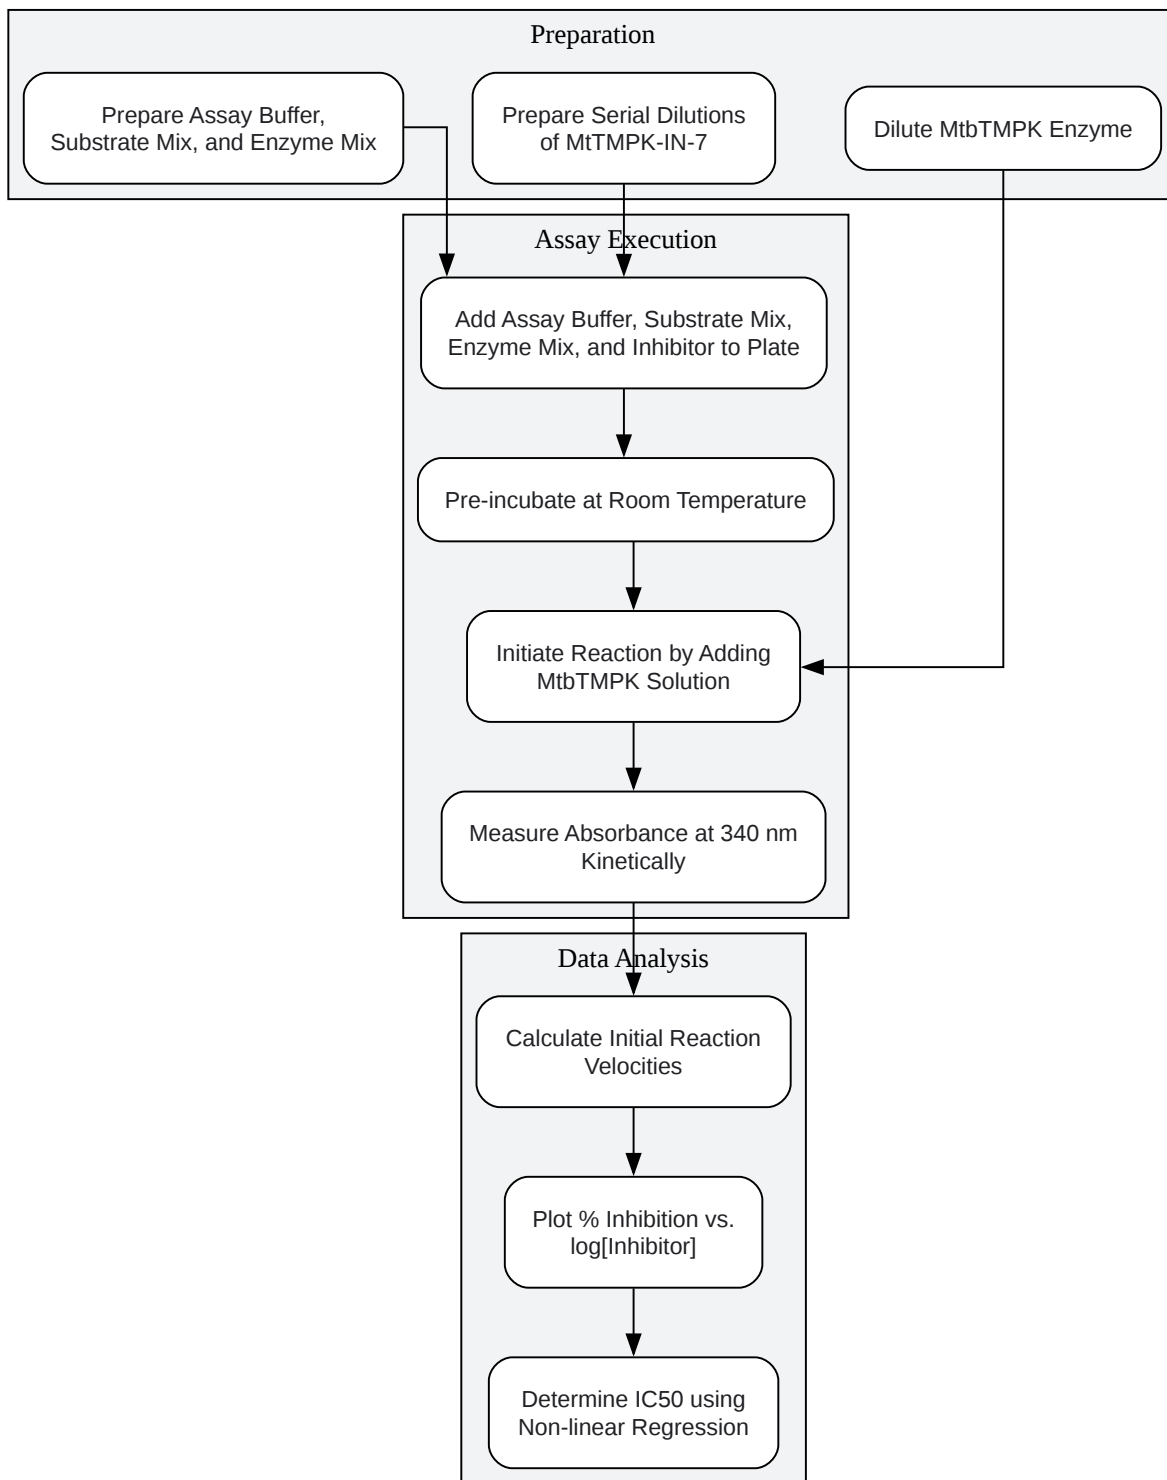 Preparation
Prepare Assay Buffer,
Substrate Mix, and Enzyme Mix
Prepare Serial Dilutions
of MtTMPK-IN-7
Dilute MtbTMPK Enzyme
Assay Execution
Add Assay Buffer, Substrate Mix,
Enzyme Mix, and Inhibitor to Plate
Pre-incubate at Room Temperature
Initiate Reaction by Adding
MtbTMPK Solution
Measure Absorbance at 340 nm
Kinetically
Data Analysis
Calculate Initial Reaction
Velocities
Plot % Inhibition vs.
log[Inhibitor]
Determine IC50 using
Non-linear Regression